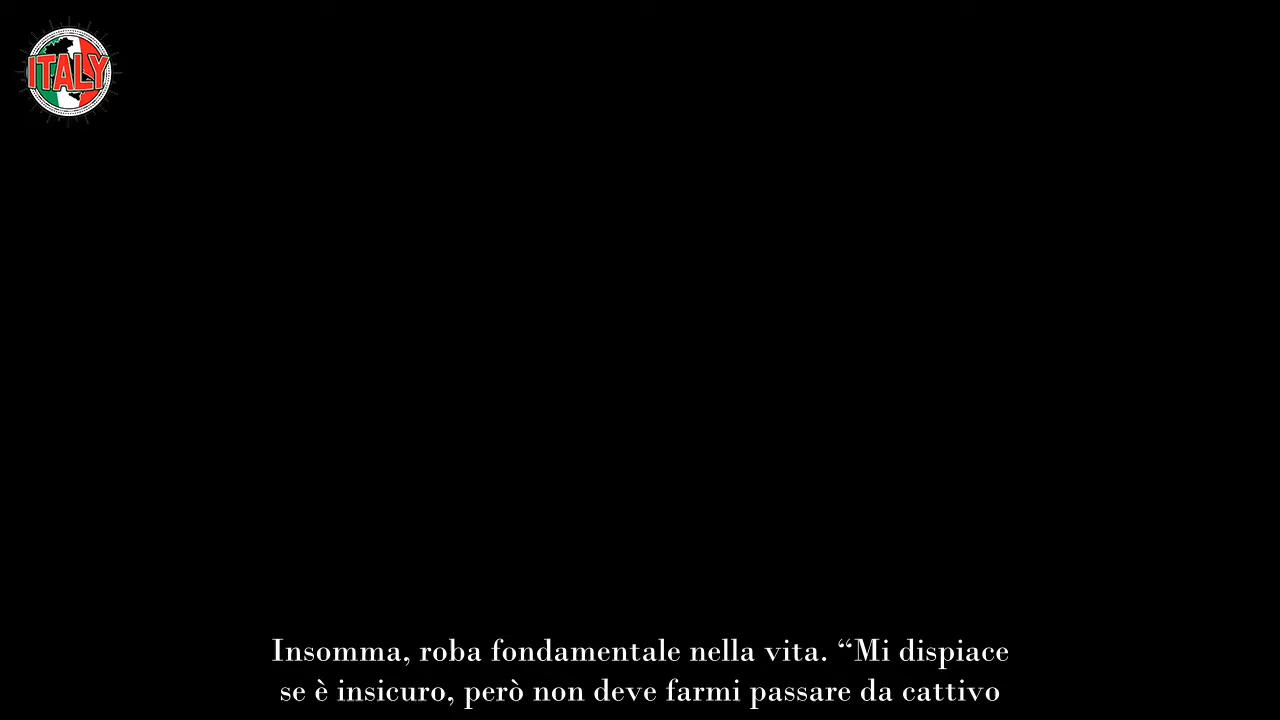 ITALY
Insomma, roba fondamentale nella vita. “Mi dispiace
se è insicuro, però non deve farmi passare da cattivo